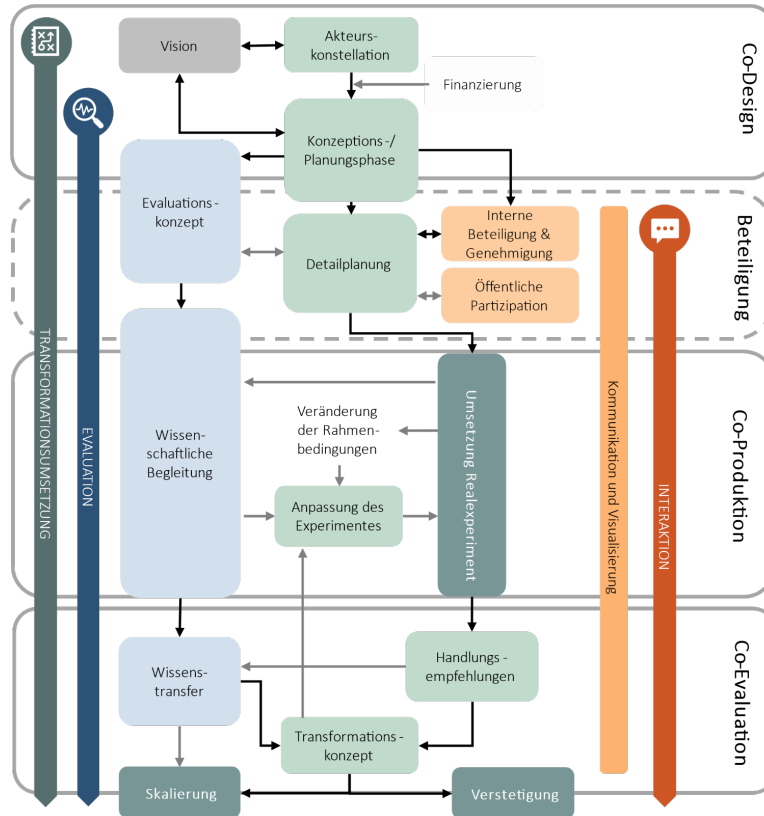 Vision
Akteurs-
konstellation
Finanzierung
Co-Design
Konzeptions-/
Planungsphase
Evaluations-
konzept
Detailplanung
Interne
Beteiligung &
Genehmigung
Öffentliche
Partizipation
Beteiligung
TRANSFORMATIONSUMSETZUNG
EVALUATION
Wissen-
schaftliche
Begleitung
Veränderung
der Rahmen-
bedingungen
Anpassung des
Experimentes
Umsetzung Realexperiment
Kommunikation und Visualisierung
INTERAKTION
Co-Produktion
Wissens-
transfer
Handlungs-
empfehlungen
Transformations-
konzept
Co-Evaluation
Skalierung
Verstetigung